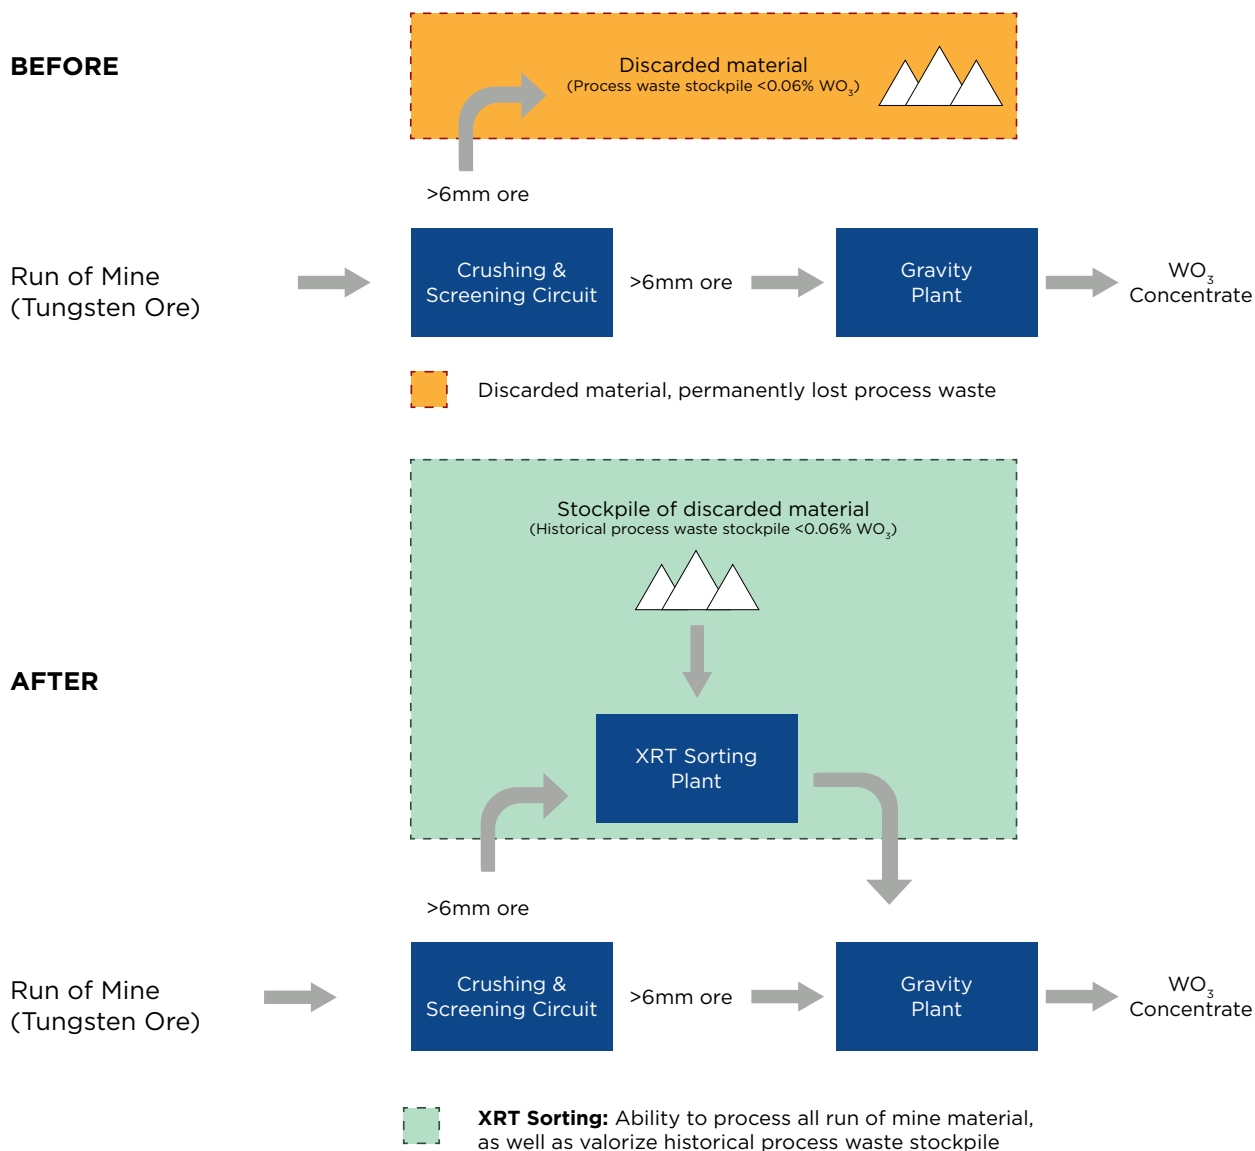 BEFORE
Discarded material
(Process waste stockpile <0.06% WO₃)
>6mm ore
Run of Mine
(Tungsten Ore)
Crushing &
Screening Circuit
>6mm ore
Gravity
Plant
WO₃
Concentrate
Discarded material, permanently lost process waste
Stockpile of discarded material
(Historical process waste stockpile <0.06% WO₃)
AFTER
XRT Sorting
Plant
>6mm ore
Run of Mine
(Tungsten Ore)
Crushing &
Screening Circuit
>6mm ore
Gravity
Plant
WO₃
Concentrate
XRT Sorting: Ability to process all run of mine material,
as well as valorize historical process waste stockpile